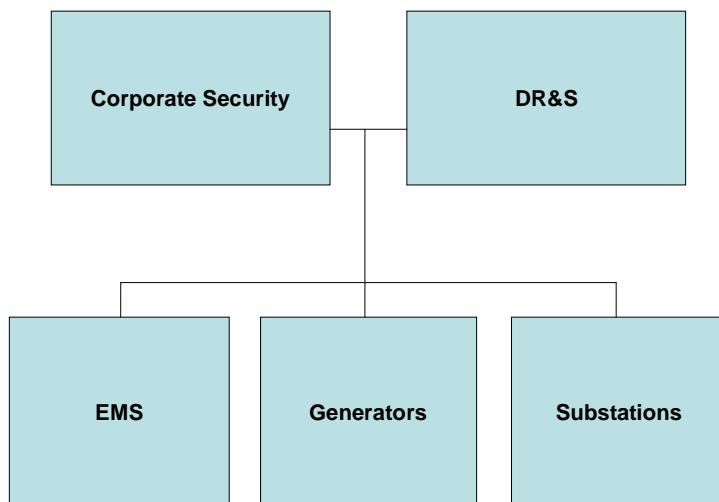 Corporate Security
DR&S
EMS
Generators
Substations